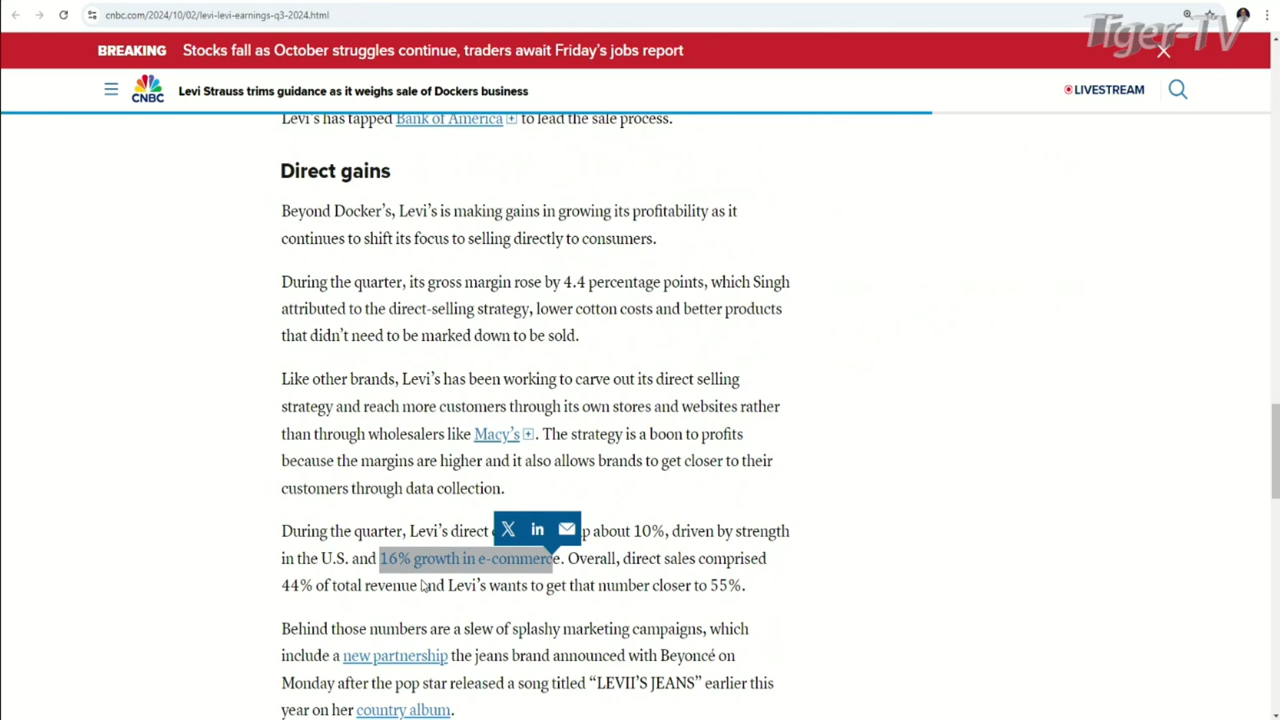 cnbc.com/2024/10/02/levi-levi-earnings-q3-2024.html
Tiger-TV
BREAKING Stocks fall as October struggles continue, traders await Friday's jobs report
CNBC
Levi Strauss trims guidance as it weighs sale of Dockers business
LIVESTREAM
Levi's has tapped Bank of America to lead the sale process.
Direct gains
Beyond Docker's, Levi's is making gains in growing its profitability as it
continues to shift its focus to selling directly to consumers.
During the quarter, its gross margin rose by 4.4 percentage points, which Singh
attributed to the direct-selling strategy, lower cotton costs and better products
that didn't need to be marked down to be sold.
Like other brands, Levi's has been working to carve out its direct selling
strategy and reach more customers through its own stores and websites rather
than through wholesalers like Macy's. The strategy is a boon to profits
because the margins are higher and it also allows brands to get closer to their
customers through data collection.
During the quarter, Levi's direct X in about 10%, driven by strength
in the U.S. and 16% growth in e-commerce. Overall, direct sales comprised
44% of total revenue and Levi's wants to get that number closer to 55%.
Behind those numbers are a slew of splashy marketing campaigns, which
include a new partnership the jeans brand announced with Beyoncé on
Monday after the pop star released a song titled “LEVII'S JEANS” earlier this
year on her country album.